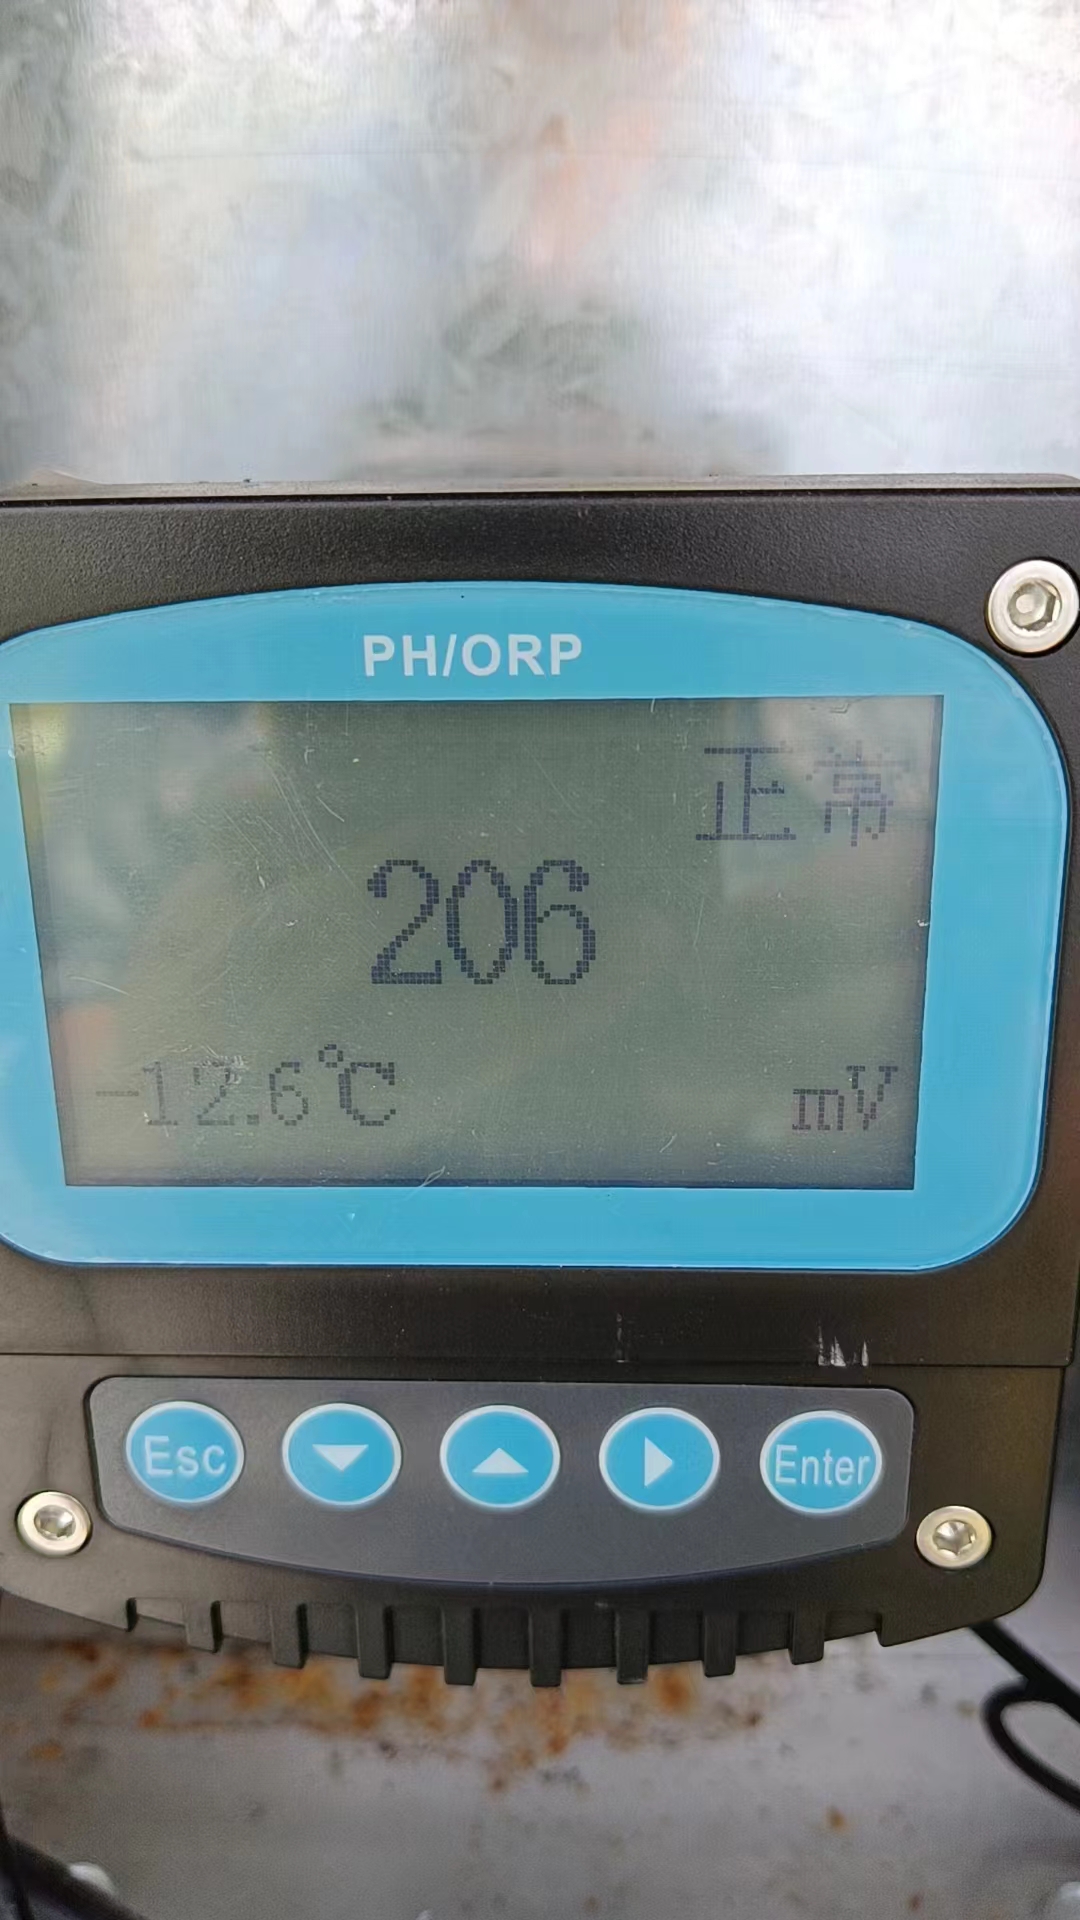 PH/ORP
正常
206
-12.6℃ mV
Esc Enter